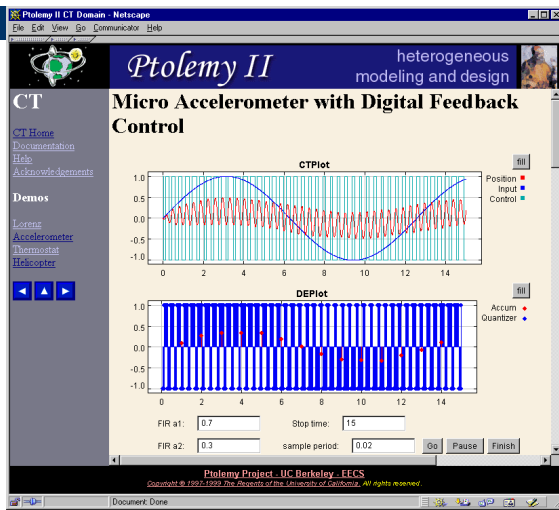 Ptolemy II CT Domain - Netscape
File Edit View Go Communicator Help
Ptolemy II
heterogeneous
modeling and design
CT
CT Home
Documentation
Help
Acknowledgements
Demos
Lorenz
Accelerometer
Thermostat
Helicopter
Micro Accelerometer with Digital Feedback
Control
CTPlot
fill
1.0
0.5
0.0
-0.5
-1.0
0 2 4 6 8 10 12 14
Position
Input
Control
DEPlot
fill
1.0
0.5
0.0
-0.5
-1.0
0 2 4 6 8 10 12 14
Accum
Quantizer
FIR a1: 0.7 Stop time: 15
FIR a2: 0.3 sample period: 0.02 Go Pause Finish
Ptolemy Project - UC Berkeley - EECS
Copyright © 1997-1999 The Regents of the University of California. All rights reserved.
Document: Done